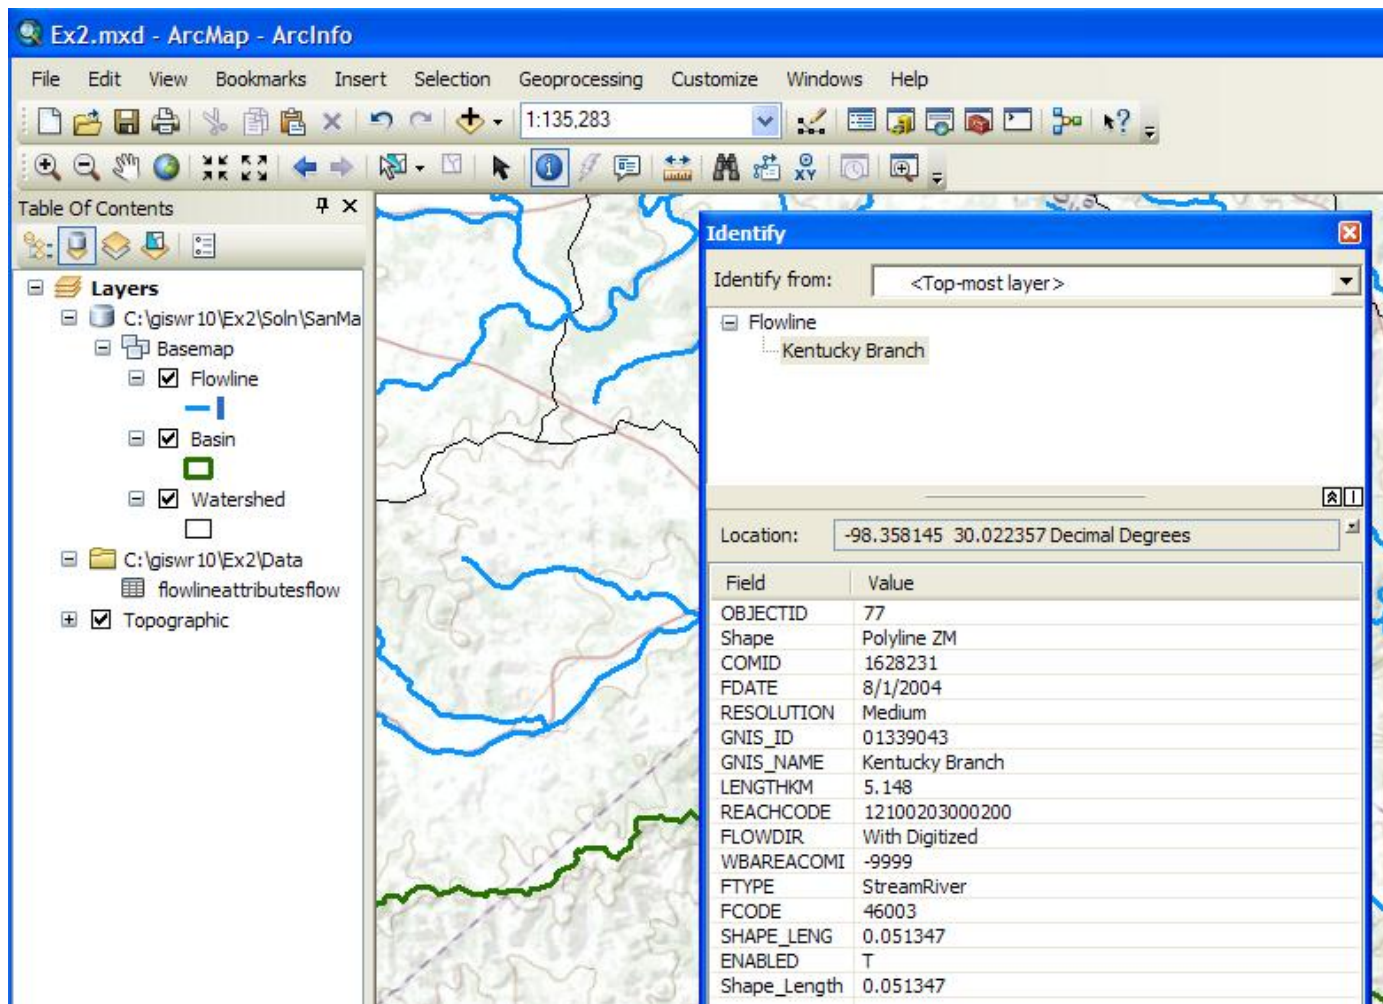 Ex2.mxd - ArcMap - ArcInfo
File Edit View Bookmarks Insert Selection Geoprocessing Customize Windows Help
1:135,283
Table Of Contents
Layers
C:\giswr10\Ex2\Soln\SanMa
Basemap
Flowline
Basin
Watershed
C:\giswr10\Ex2\Data
flowlineattributesflow
Topographic
Identify
Identify from: <Top-most layer>
Flowline
Kentucky Branch
Location: -98.358145 30.022357 Decimal Degrees
Field Value
OBJECTID 77
Shape Polyline ZM
COMID 1628231
FDATE 8/1/2004
RESOLUTION Medium
GNIS_ID 01339043
GNIS_NAME Kentucky Branch
LENGTHKM 5.148
REACHCODE 12100203000200
FLOWDIR With Digitized
WBAREACOMI -9999
FTYPE StreamRiver
FCODE 46003
SHAPE_LENG 0.051347
ENABLED T
Shape_Length 0.051347